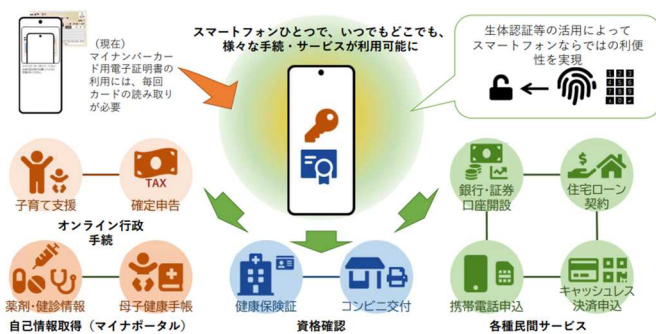 スマートフォンひとつで、いつでもどこでも、
様々な手続・サービスが利用可能に
(現在)
マイナンバーカー
ド用電子証明書の
利用には、毎回
カードの読み取り
が必要
生体認証等の活用によって
スマートフォンならではの利便
性を実現
子育て支援
TAX
確定申告
オンライン行政
手続
薬剤・健診情報
母子健康手帳
自己情報取得（マイナポータル）
健康保険証
コンビニ交付
資格確認
銀行・証券
口座開設
住宅ローン
契約
携帯電話申込
キャッシュレス
決済申込
各種民間サービス